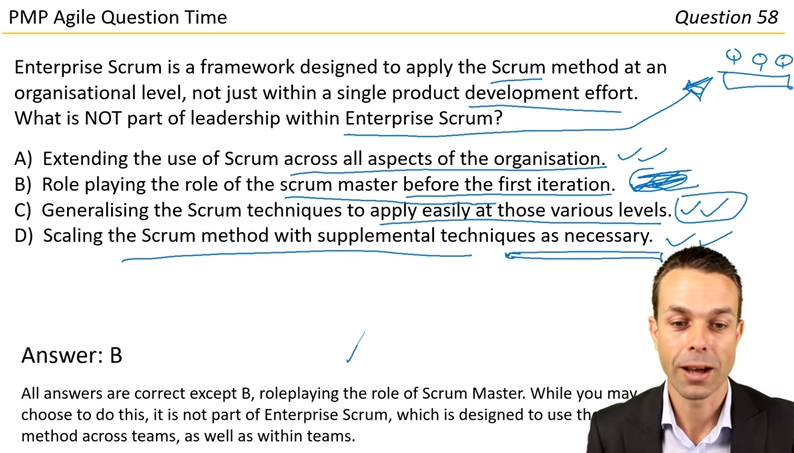 PMP Agile Question Time
Question 58
Enterprise Scrum is a framework designed to apply the Scrum method at an
organisational level, not just within a single product development effort.
What is NOT part of leadership within Enterprise Scrum?
A) Extending the use of Scrum across all aspects of the organisation.
B) Role playing the role of the scrum master before the first iteration.
C) Generalising the Scrum techniques to apply easily at those various levels.
D) Scaling the Scrum method with supplemental techniques as necessary.
Answer: B
All answers are correct except B, roleplaying the role of Scrum Master. While you may
choose to do this, it is not part of Enterprise Scrum, which is designed to use
method across teams, as well as within teams.